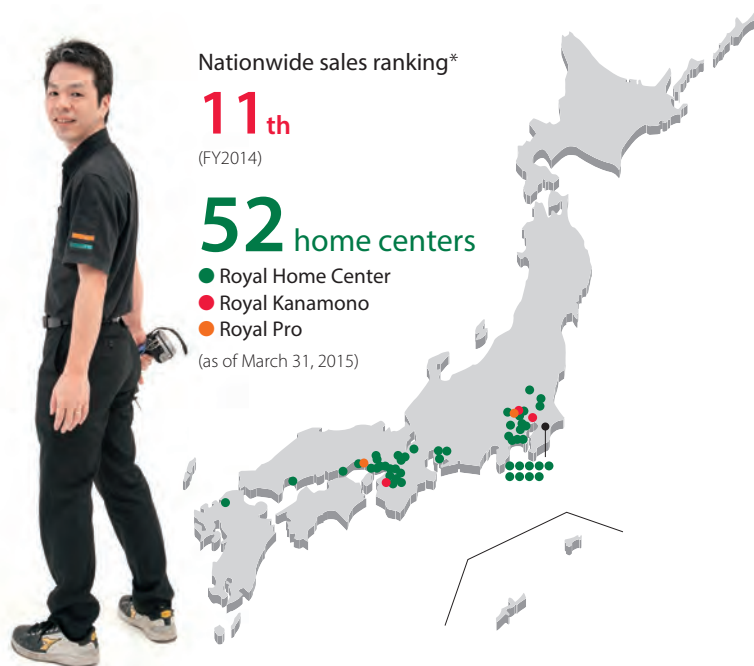 Nationwide sales ranking*
11th
(FY2014)
52 home centers
Royal Home Center
Royal Kanamono
Royal Pro
(as of March 31, 2015)